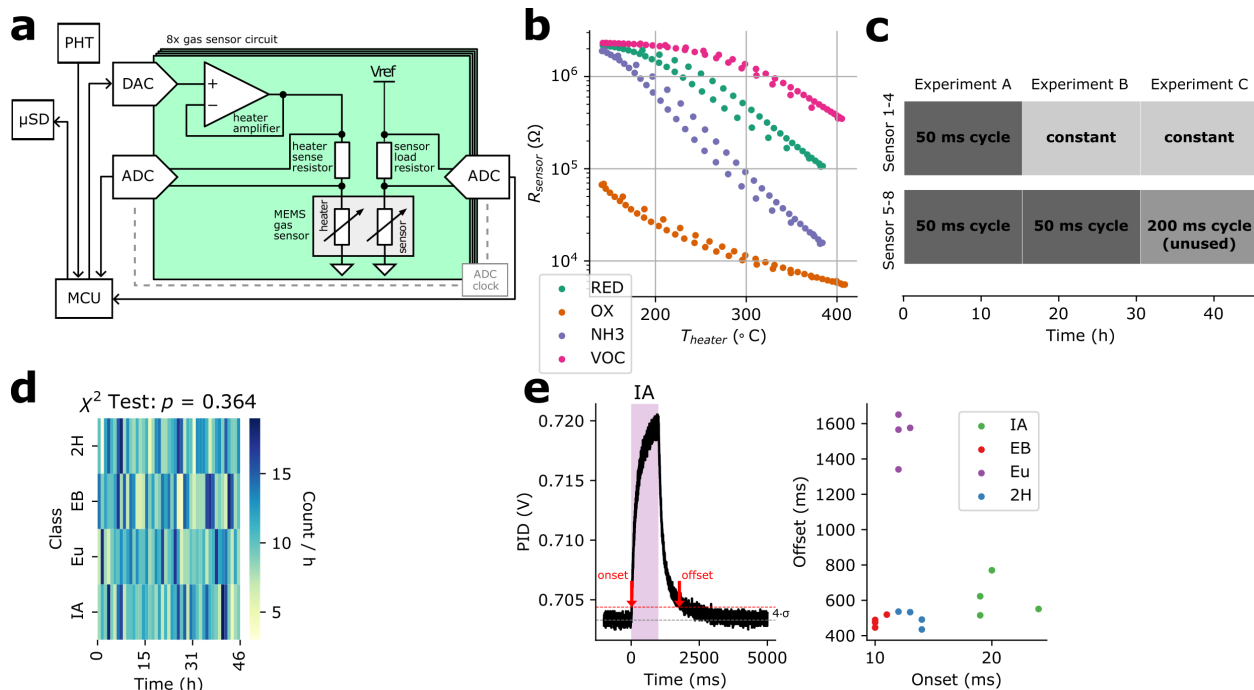 a
PHT
8x gas sensor circuit
DAC
+
−
heater
amplifier
Vref
µSD
ADC
heater
sense
resistor
sensor
load
resistor
ADC
MEMS
gas
sensor
heater
sensor
ADC
clock
MCU
b
R_sensor (Ω)
10⁶
10⁵
10⁴
200
300
400
T_heater (∘C)
RED
OX
NH3
VOC
c
Experiment A
Experiment B
Experiment C
Sensor 1-4
50 ms cycle
constant
constant
Sensor 5-8
50 ms cycle
50 ms cycle
200 ms cycle
(unused)
0
10
20
30
40
Time (h)
d
χ² Test: p = 0.364
Class
2H
EB
Eu
IA
0
15
31
46
Time (h)
15
10
5
Count / h
e
IA
PID (V)
0.720
0.715
0.710
0.705
onset
offset
4·σ
0
2500
5000
Time (ms)
Offset (ms)
1600
1400
1200
1000
800
600
400
IA
EB
Eu
2H
10
20
Onset (ms)